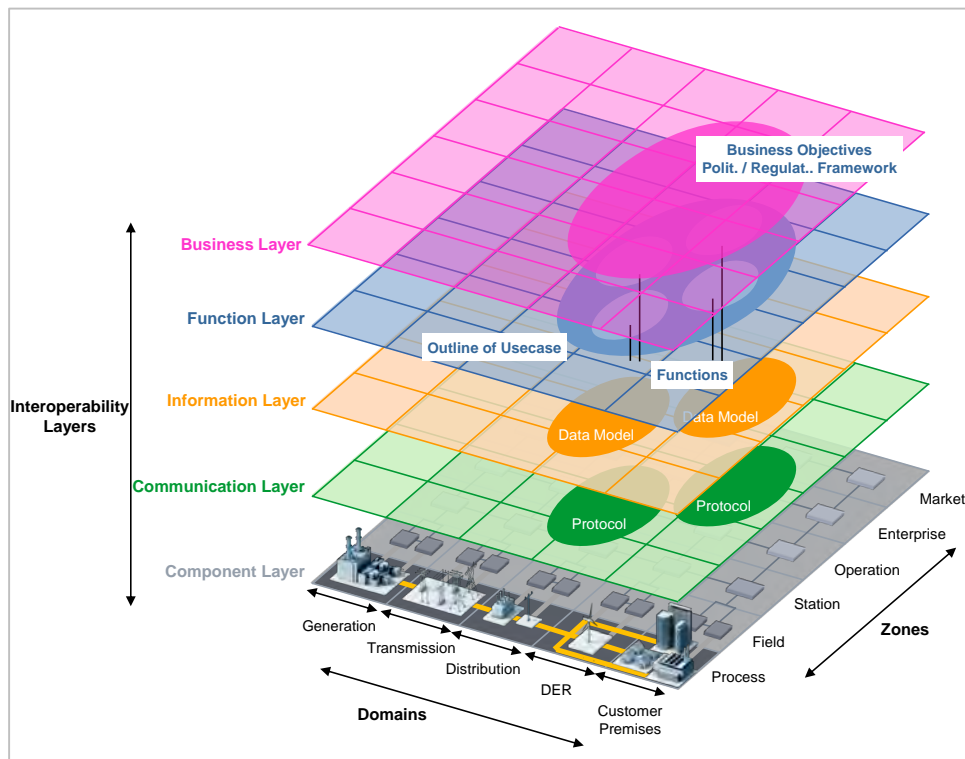 Business Objectives
Polit. / Regulat.. Framework
Business Layer
Function Layer
Outline of Usecase
Functions
Interoperability
Layers
Information Layer
Data Model
Data Model
Communication Layer
Protocol
Protocol
Component Layer
Market
Enterprise
Operation
Station
Field
Process
Zones
Generation
Transmission
Distribution
DER
Customer
Premises
Domains